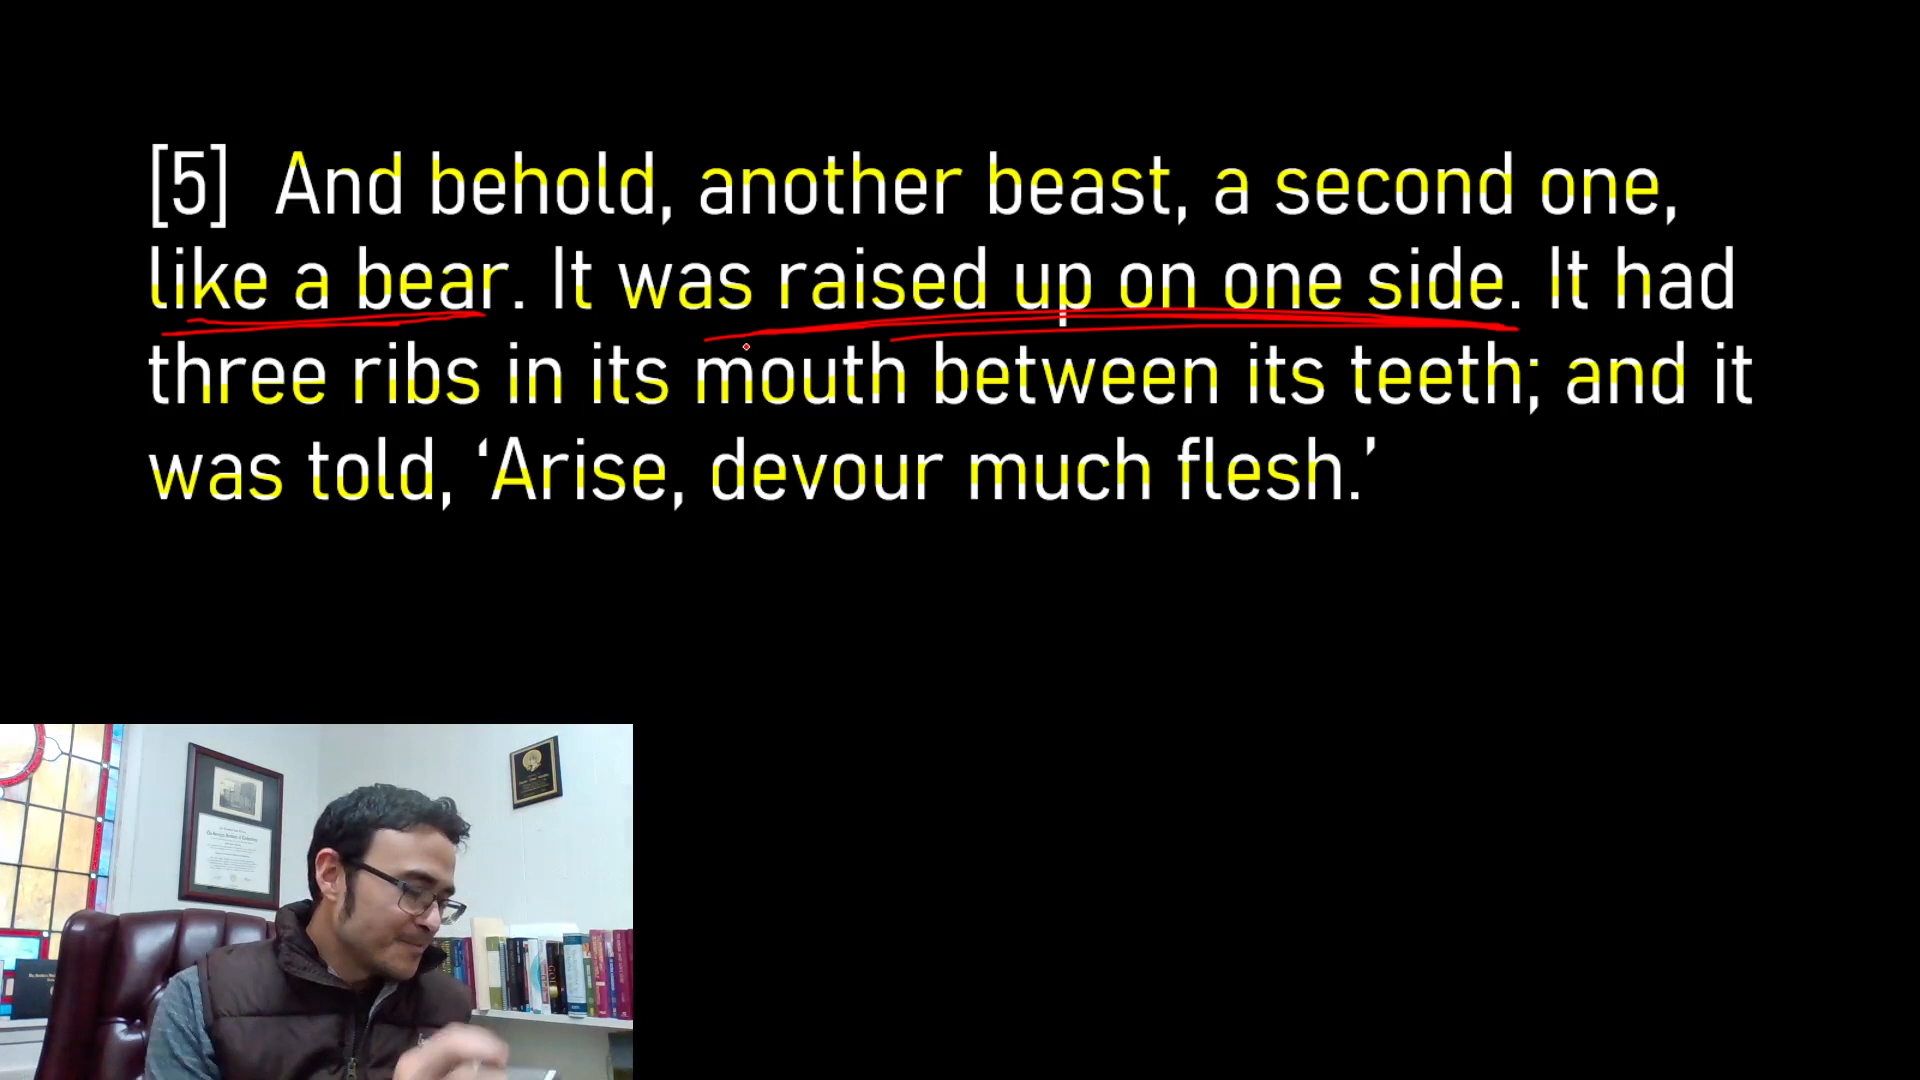 [5] And behold, another beast, a second one,
like a bear. It was raised up on one side. It had
three ribs in its mouth between its teeth; and it
was told, ‘Arise, devour much flesh.’